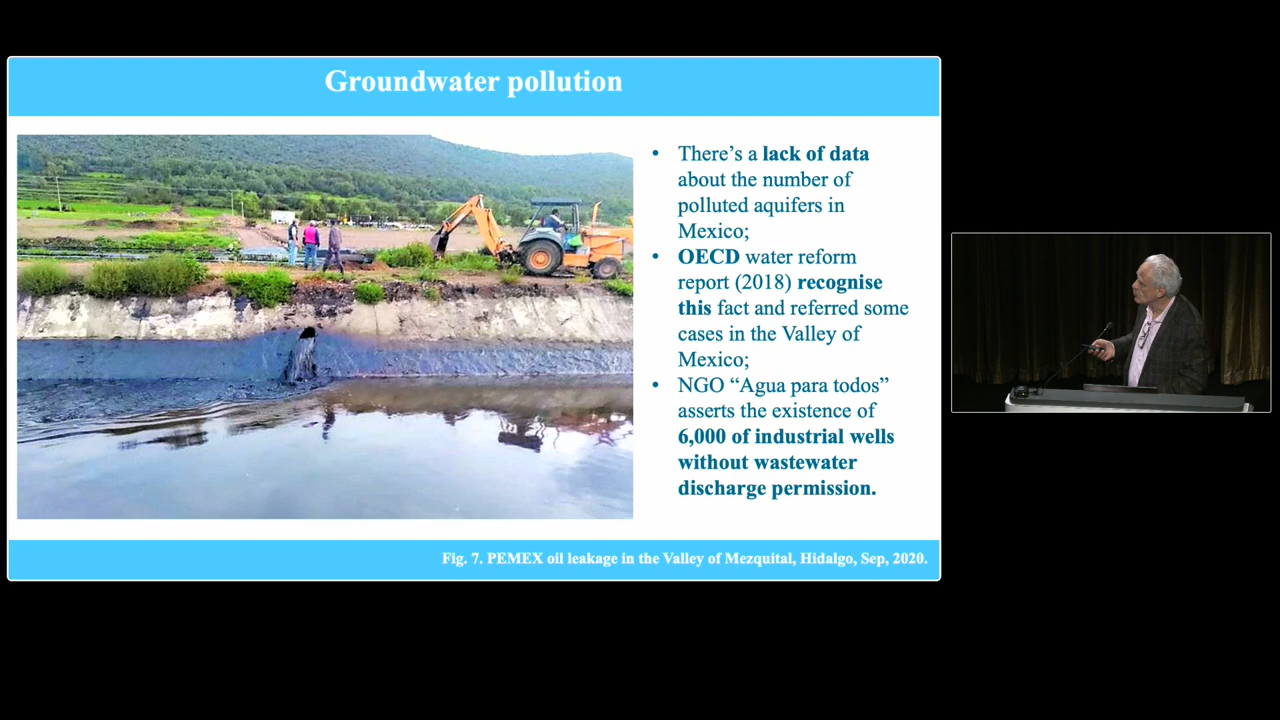 Groundwater pollution
• There’s a lack of data
about the number of
polluted aquifers in
Mexico;
• OECD water reform
report (2018) recognise
this fact and referred some
cases in the Valley of
Mexico;
• NGO “Agua para todos”
asserts the existence of
6,000 of industrial wells
without wastewater
discharge permission.
Fig. 7. PEMEX oil leakage in the Valley of Mezquital, Hidalgo, Sep, 2020.